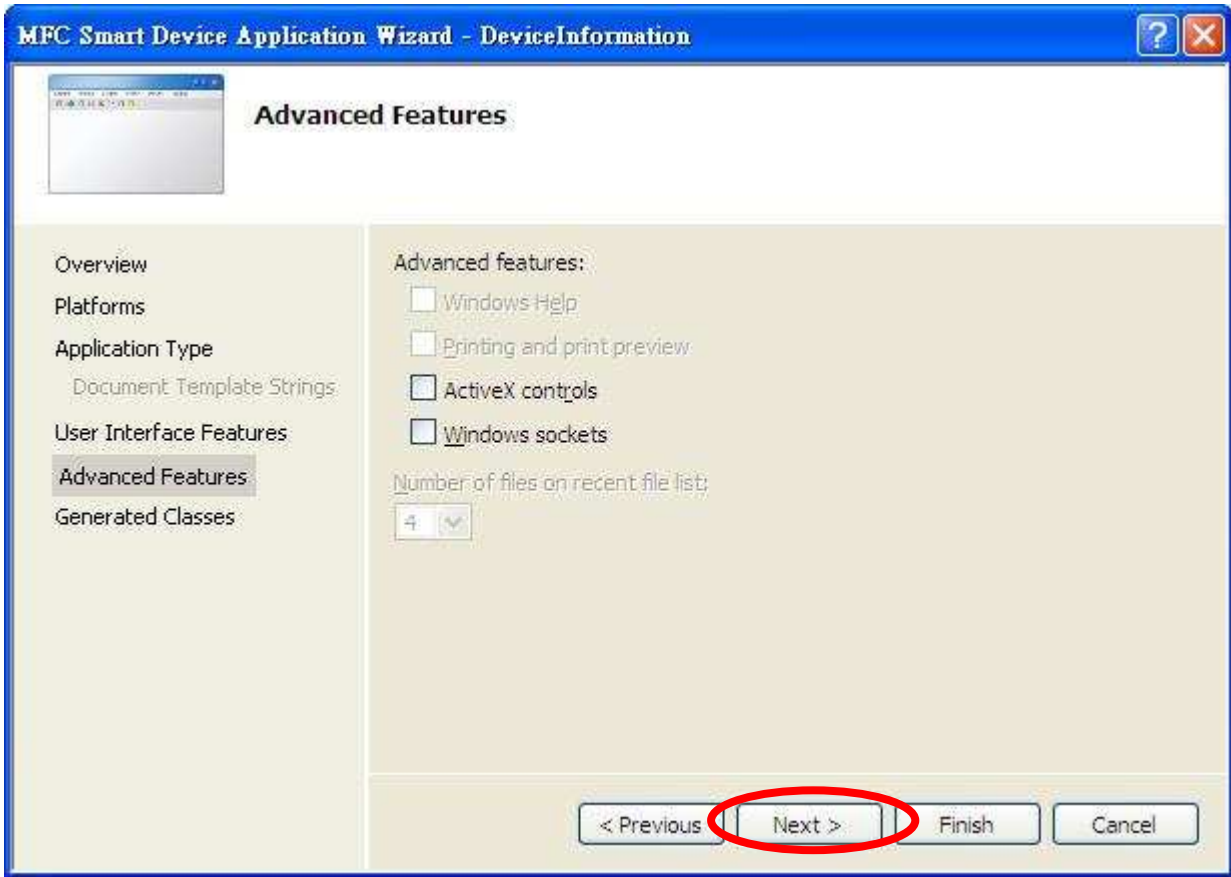 MFC Smart Device Application Wizard - DeviceInformation
Advanced Features
Overview
Platforms
Application Type
Document Template Strings
User Interface Features
Advanced Features
Generated Classes
Advanced features:
Windows Help
Printing and print preview
ActiveX controls
Windows sockets
Number of files on recent file list:
4
< Previous
Next >
Finish
Cancel